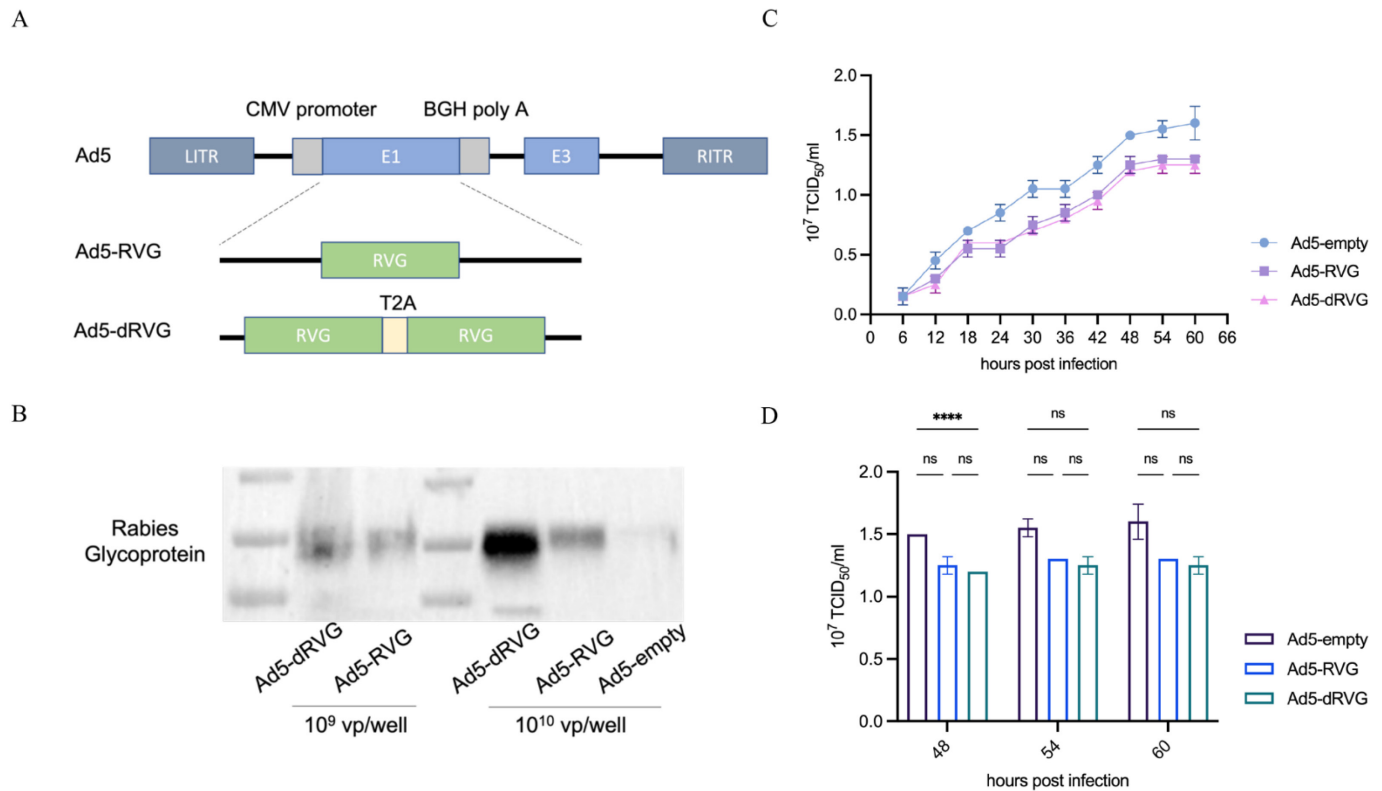 A
CMV promoter BGH poly A
Ad5 LITR E1 E3 RITR
Ad5-RVG RVG
T2A
Ad5-dRVG RVG RVG
B
Rabies
Glycoprotein
Ad5-dRVG Ad5-RVG Ad5-dRVG Ad5-RVG Ad5-empty
10⁹ vp/well 10¹⁰ vp/well
C
10⁷ TCID₅₀/ml
2.0
1.5
1.0
0.5
0.0
0 6 12 18 24 30 36 42 48 54 60 66
hours post infection
Ad5-empty
Ad5-RVG
Ad5-dRVG
D
**** ns ns
ns ns ns ns ns ns
10⁷ TCID₅₀/ml
2.0
1.5
1.0
0.5
0.0
48 54 60
hours post infection
Ad5-empty
Ad5-RVG
Ad5-dRVG